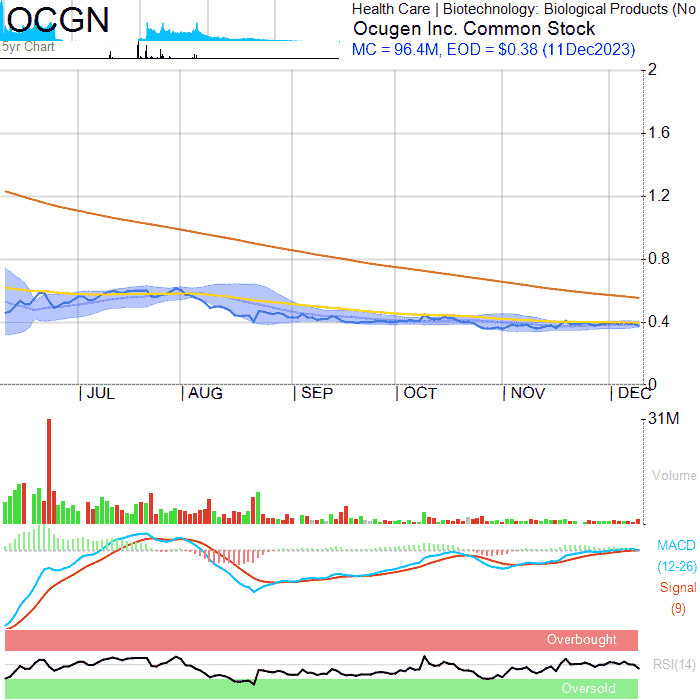 OCGN
5yr Chart
Health Care | Biotechnology: Biological Products (No
Ocugen Inc. Common Stock
MC = 96.4M, EOD = $0.38 (11Dec2023)
2
1.6
1.2
0.8
0.4
0
JUL
AUG
SEP
OCT
NOV
DEC
31M
Volume
MACD
(12-26)
Signal
(9)
Overbought
RSI(14)
Oversold